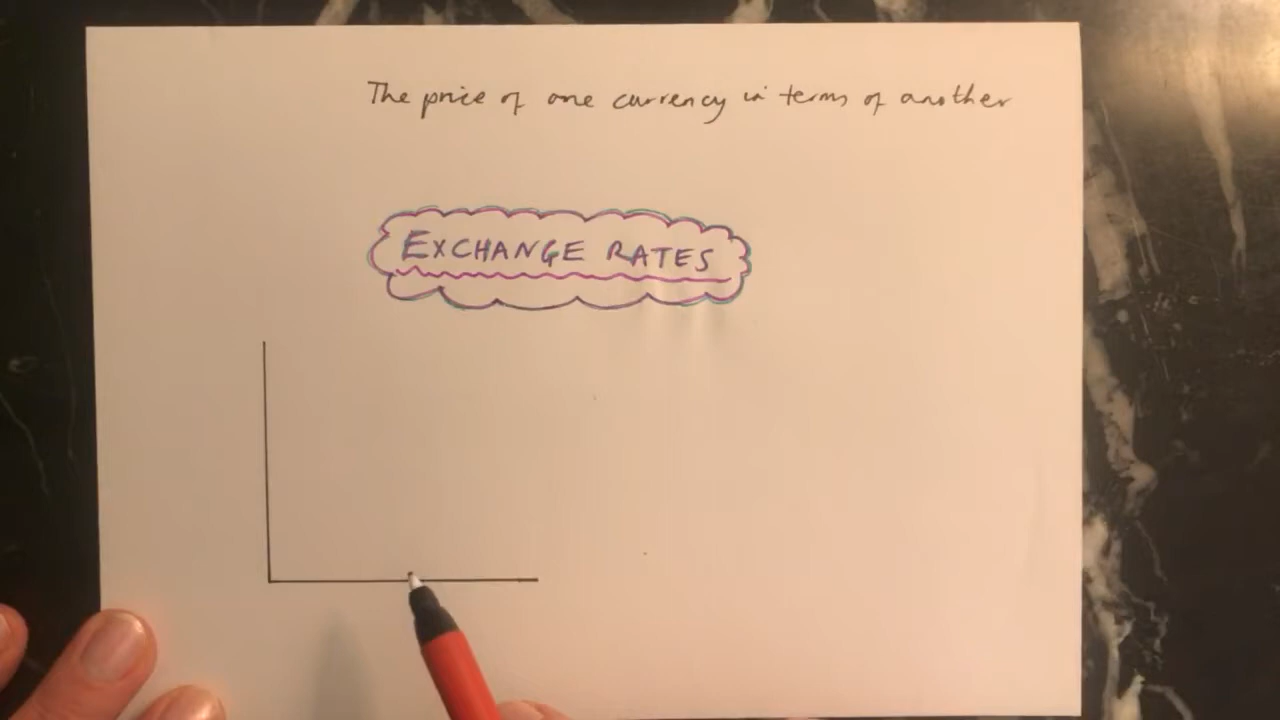 The price of one currency in terms of another
EXCHANGE RATES